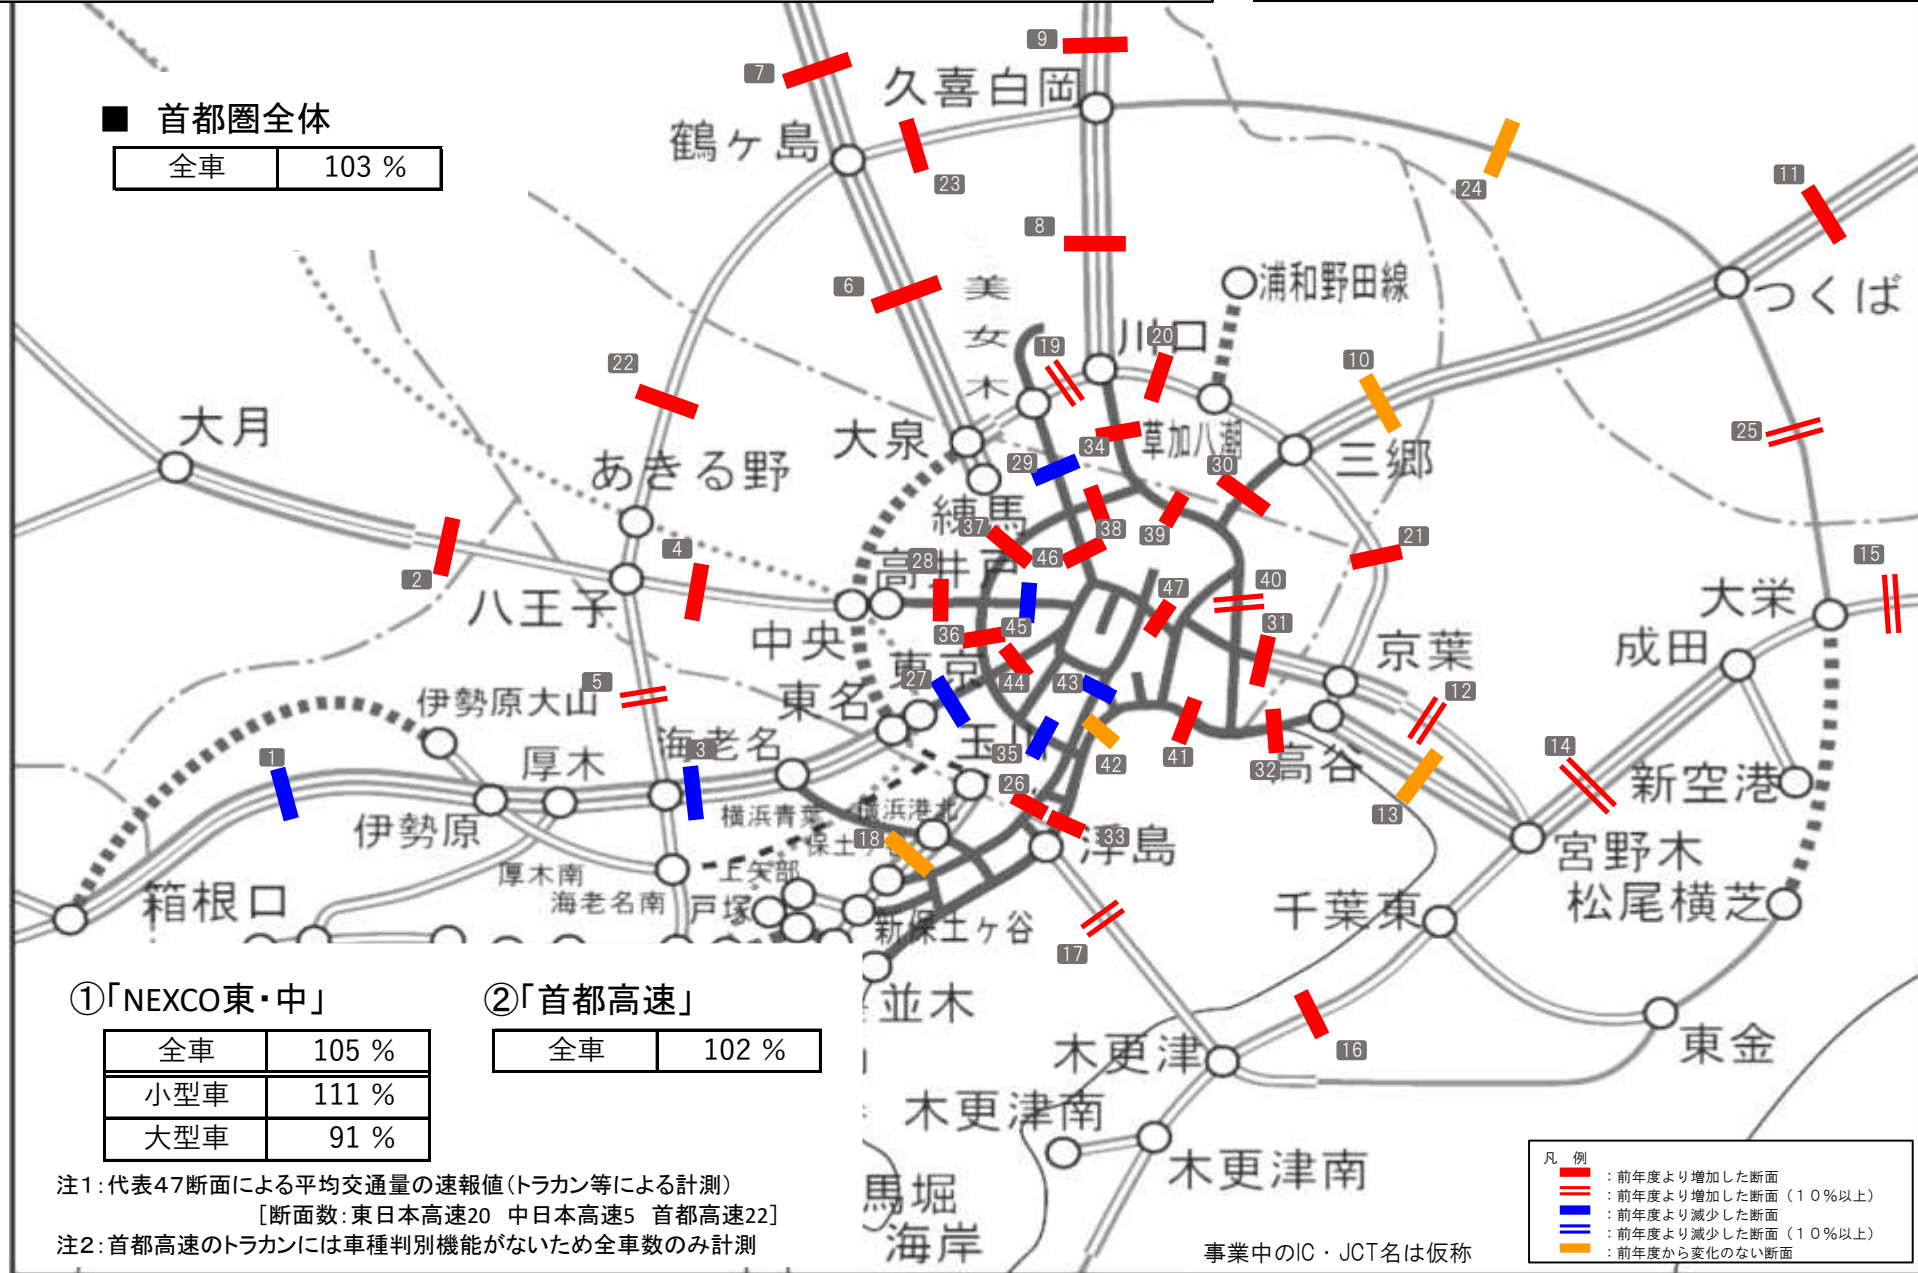 ■ 首都圏全体
全車 103 %
7
9
久喜白岡
鶴ヶ島
23
24
11
8
6
美女木
浦和野田線
つくば
川口
19
20
22
10
大月
あきる野
大泉
34
草加八潮
29
30
三郷
25
練馬
37
38
39
21
4
2
28
高井戸
46
47
40
15
八王子
大栄
36
45
31
中央
東京
京葉
成田
5
27
44
43
12
伊勢原大山
東名
海老名
玉川
35
42
41
32
高谷
14
1
厚木
3
26
新空港
横浜青葉
横浜港北
13
伊勢原
18
保土ヶ谷
33
浮島
宮野木
厚木南
上矢部
箱根口
海老名南
戸塚
千葉東
松尾横芝
新保土ヶ谷
17
①「NEXCO東・中」
全車 105 %
小型車 111 %
大型車 91 %
②「首都高速」
全車 102 %
並木
16
木更津
東金
木更津南
木更津南
馬堀
海岸
注1:代表47断面による平均交通量の速報値(トラカン等による計測)
[断面数:東日本高速20 中日本高速5 首都高速22]
注2:首都高速のトラカンには車種判別機能がないため全車数のみ計測
事業中のIC・JCT名は仮称
凡 例
:前年度より増加した断面
:前年度より増加した断面(10%以上)
:前年度より減少した断面
:前年度より減少した断面(10%以上)
:前年度から変化のない断面